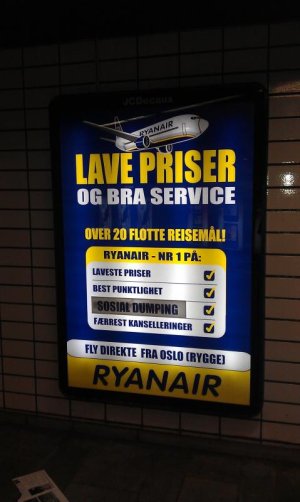 JCDecaux
RYANAIR
LAVE PRISER
OG BRA SERVICE
OVER 20 FLOTTE REISEMÅL!
RYANAIR - NR 1 PÅ:
LAVESTE PRISER
BEST PUNKTLIGHET
SOSIAL DUMPING
FÆRREST KANSELLERINGER
FLY DIREKTE FRA OSLO (RYGGE)
RYANAIR